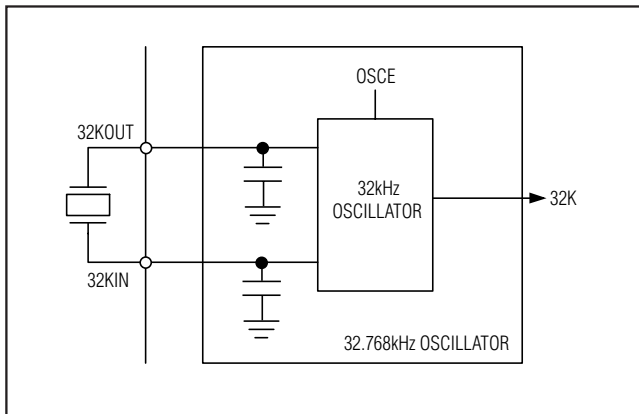 OSCE
32KOUT
32kHz
OSCILLATOR
32K
32KIN
32.768kHz OSCILLATOR